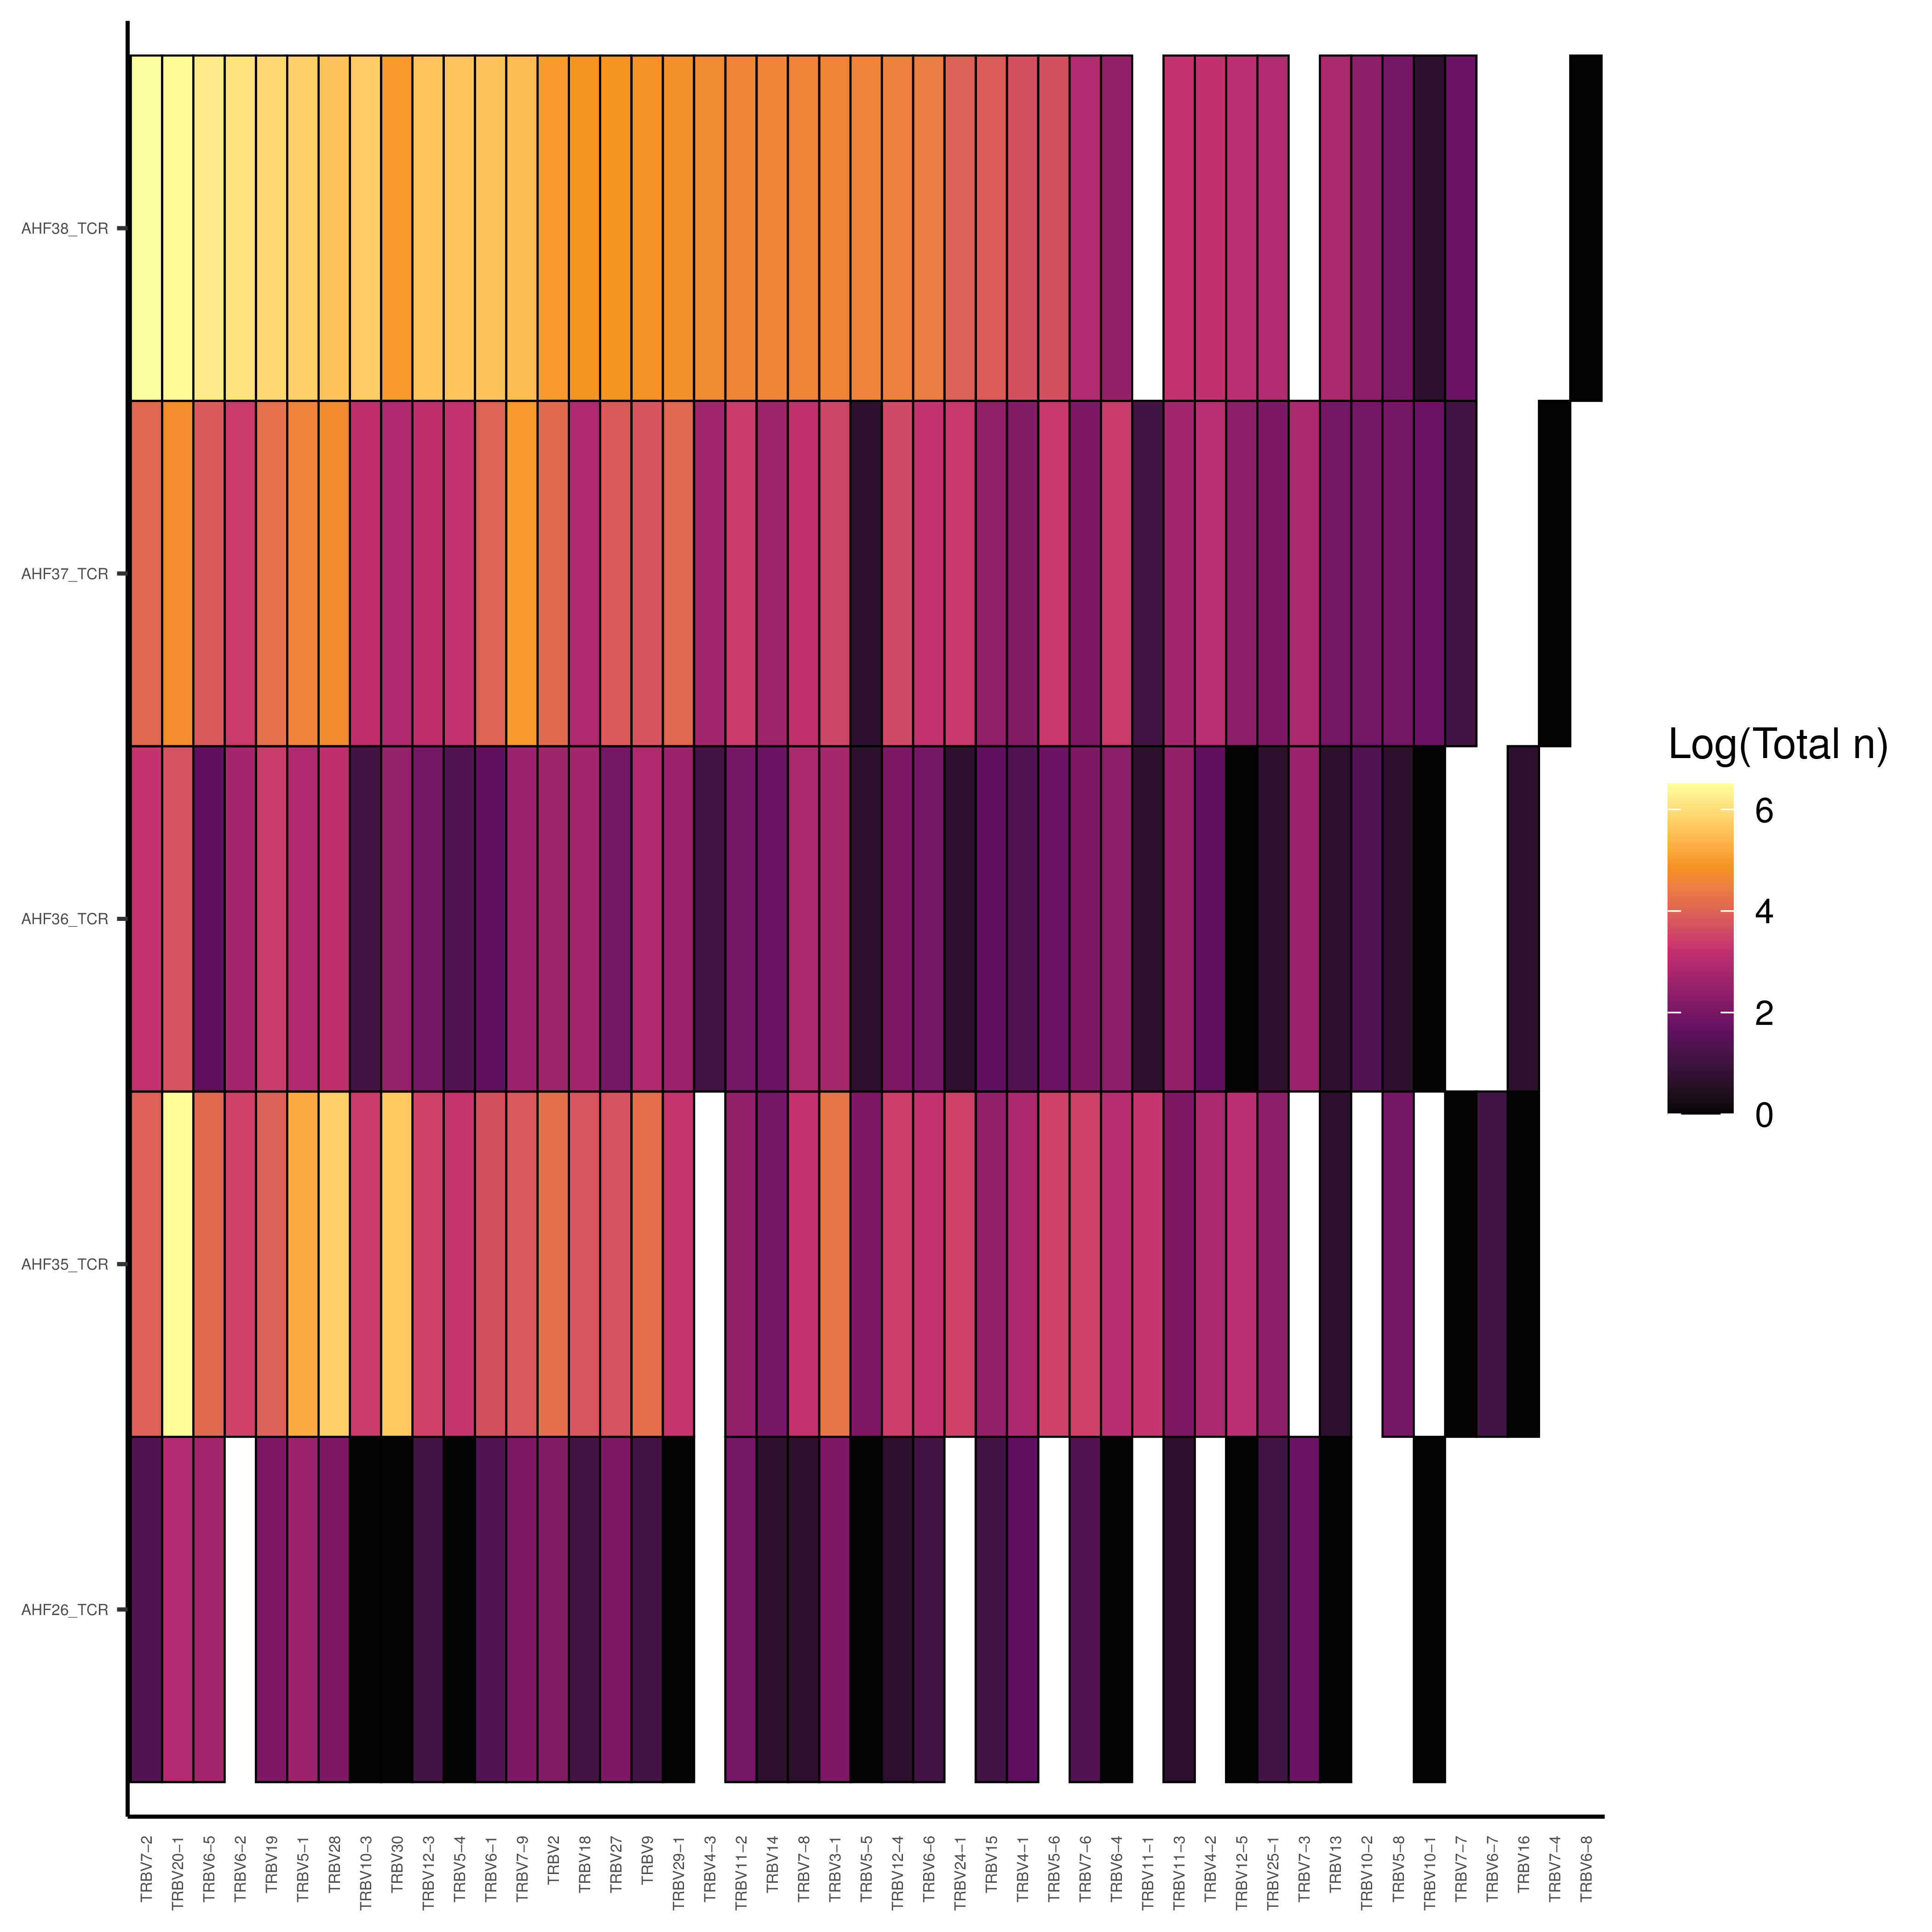 AHF38_TCR
AHF37_TCR
AHF36_TCR
AHF35_TCR
AHF26_TCR
Log(Total n)
6
4
2
0
TRBV7−2
TRBV20−1
TRBV6−5
TRBV6−2
TRBV19
TRBV5−1
TRBV28
TRBV10−3
TRBV30
TRBV12−3
TRBV5−4
TRBV6−1
TRBV7−9
TRBV2
TRBV18
TRBV27
TRBV9
TRBV29−1
TRBV4−3
TRBV11−2
TRBV14
TRBV7−8
TRBV3−1
TRBV5−5
TRBV12−4
TRBV6−6
TRBV24−1
TRBV15
TRBV4−1
TRBV5−6
TRBV7−6
TRBV6−4
TRBV11−1
TRBV11−3
TRBV4−2
TRBV12−5
TRBV25−1
TRBV7−3
TRBV13
TRBV10−2
TRBV5−8
TRBV10−1
TRBV7−7
TRBV6−7
TRBV16
TRBV7−4
TRBV6−8